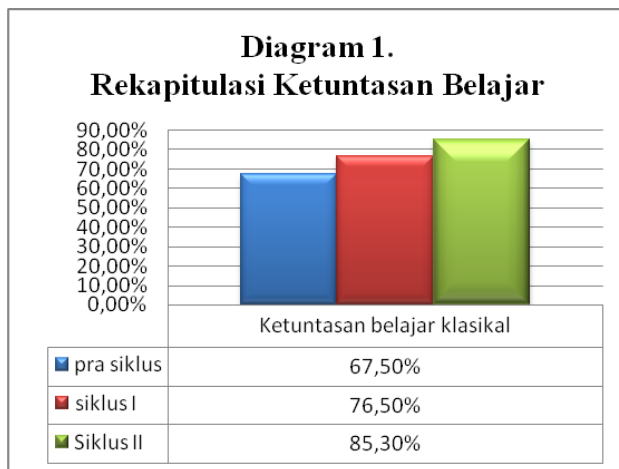 Diagram 1.
Rekapitulasi Ketuntasan Belajar
90,00%
80,00%
70,00%
60,00%
50,00%
40,00%
30,00%
20,00%
10,00%
0,00%
Ketuntasan belajar klasikal
pra siklus 67,50%
siklus I 76,50%
Siklus II 85,30%